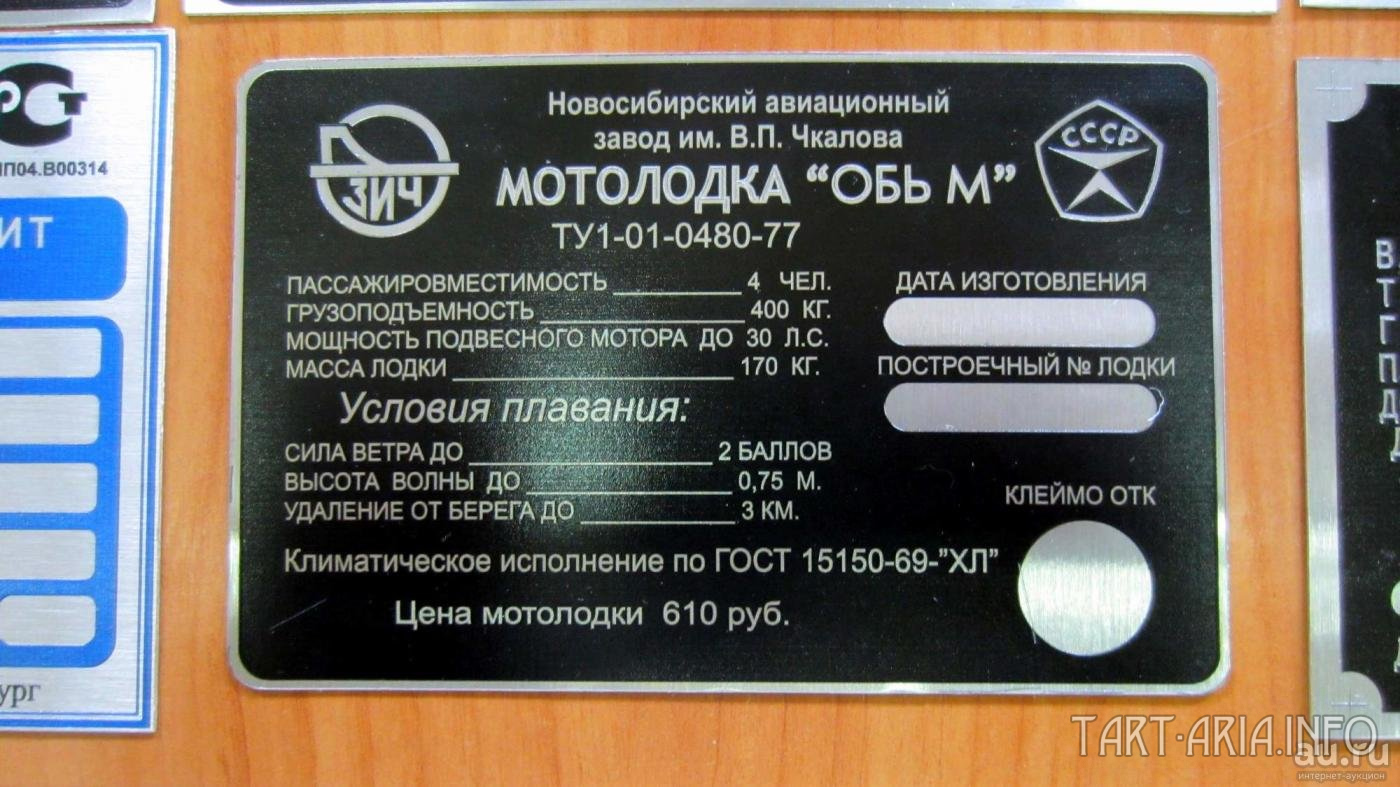 Новосибирский авиационный
завод им. В.П. Чкалова
МОТОЛОДКА “ОБЬ М”
ТУ1-01-0480-77
ЗИЧ
СССР
ПАССАЖИРОВМЕСТИМОСТЬ 4 ЧЕЛ.
ГРУЗОПОДЪЕМНОСТЬ 400 КГ.
МОЩНОСТЬ ПОДВЕСНОГО МОТОРА ДО 30 Л.С.
МАССА ЛОДКИ 170 КГ.
Условия плавания:
СИЛА ВЕТРА ДО 2 БАЛЛОВ
ВЫСОТА ВОЛНЫ ДО 0,75 М.
УДАЛЕНИЕ ОТ БЕРЕГА ДО 3 КМ.
Климатическое исполнение по ГОСТ 15150-69-”ХЛ”
Цена мотолодки 610 руб.
ДАТА ИЗГОТОВЛЕНИЯ
ПОСТРОЕЧНЫЙ № ЛОДКИ
КЛЕЙМО ОТК
РСТ
ПО4.В00314
ИТ
ург
В
Т
Г
П
Д
TART-ARIA.INFO
au.ru
интернет-аукцион